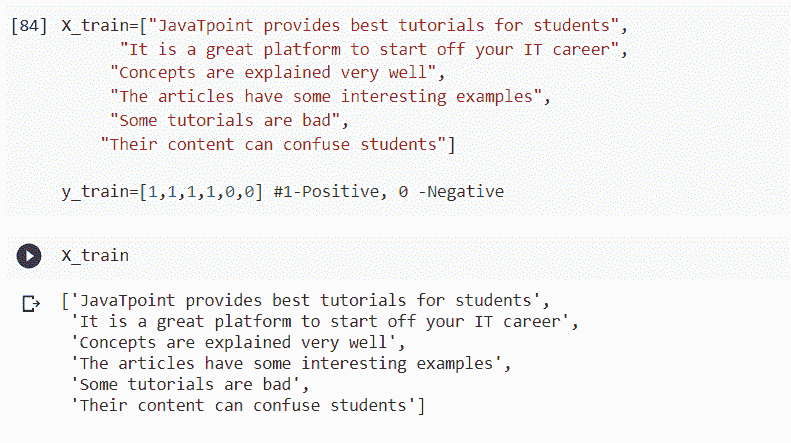 [84] X_train=["JavaTpoint provides best tutorials for students",
"It is a great platform to start off your IT career",
"Concepts are explained very well",
"The articles have some interesting examples",
"Some tutorials are bad",
"Their content can confuse students"]
y_train=[1,1,1,1,0,0] #1-Positive, 0 -Negative
X_train
['JavaTpoint provides best tutorials for students',
'It is a great platform to start off your IT career',
'Concepts are explained very well',
'The articles have some interesting examples',
'Some tutorials are bad',
'Their content can confuse students']